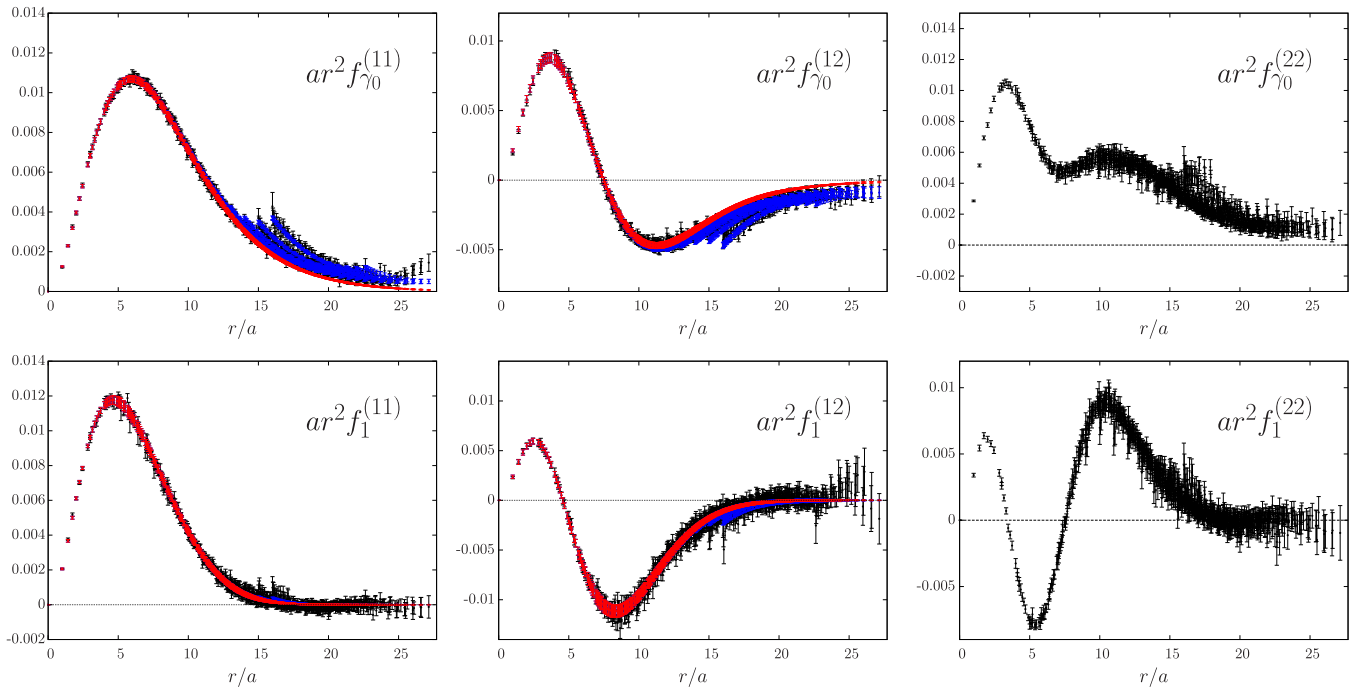 0.014
0.012
0.01
0.008
0.006
0.004
0.002
0
0 5 10 15 20 25
r/a
ar²f_{γ₀}^{(11)}
0.01
0.005
0
-0.005
0 5 10 15 20 25
r/a
ar²f_{γ₀}^{(12)}
0.014
0.012
0.01
0.008
0.006
0.004
0.002
0
-0.002
0 5 10 15 20 25
r/a
ar²f_{γ₀}^{(22)}
0.014
0.012
0.01
0.008
0.006
0.004
0.002
0
-0.002
0 5 10 15 20 25
r/a
ar²f_1^{(11)}
0.01
0.005
0
-0.005
-0.01
0 5 10 15 20 25
r/a
ar²f_1^{(12)}
0.01
0.005
0
-0.005
0 5 10 15 20 25
r/a
ar²f_1^{(22)}